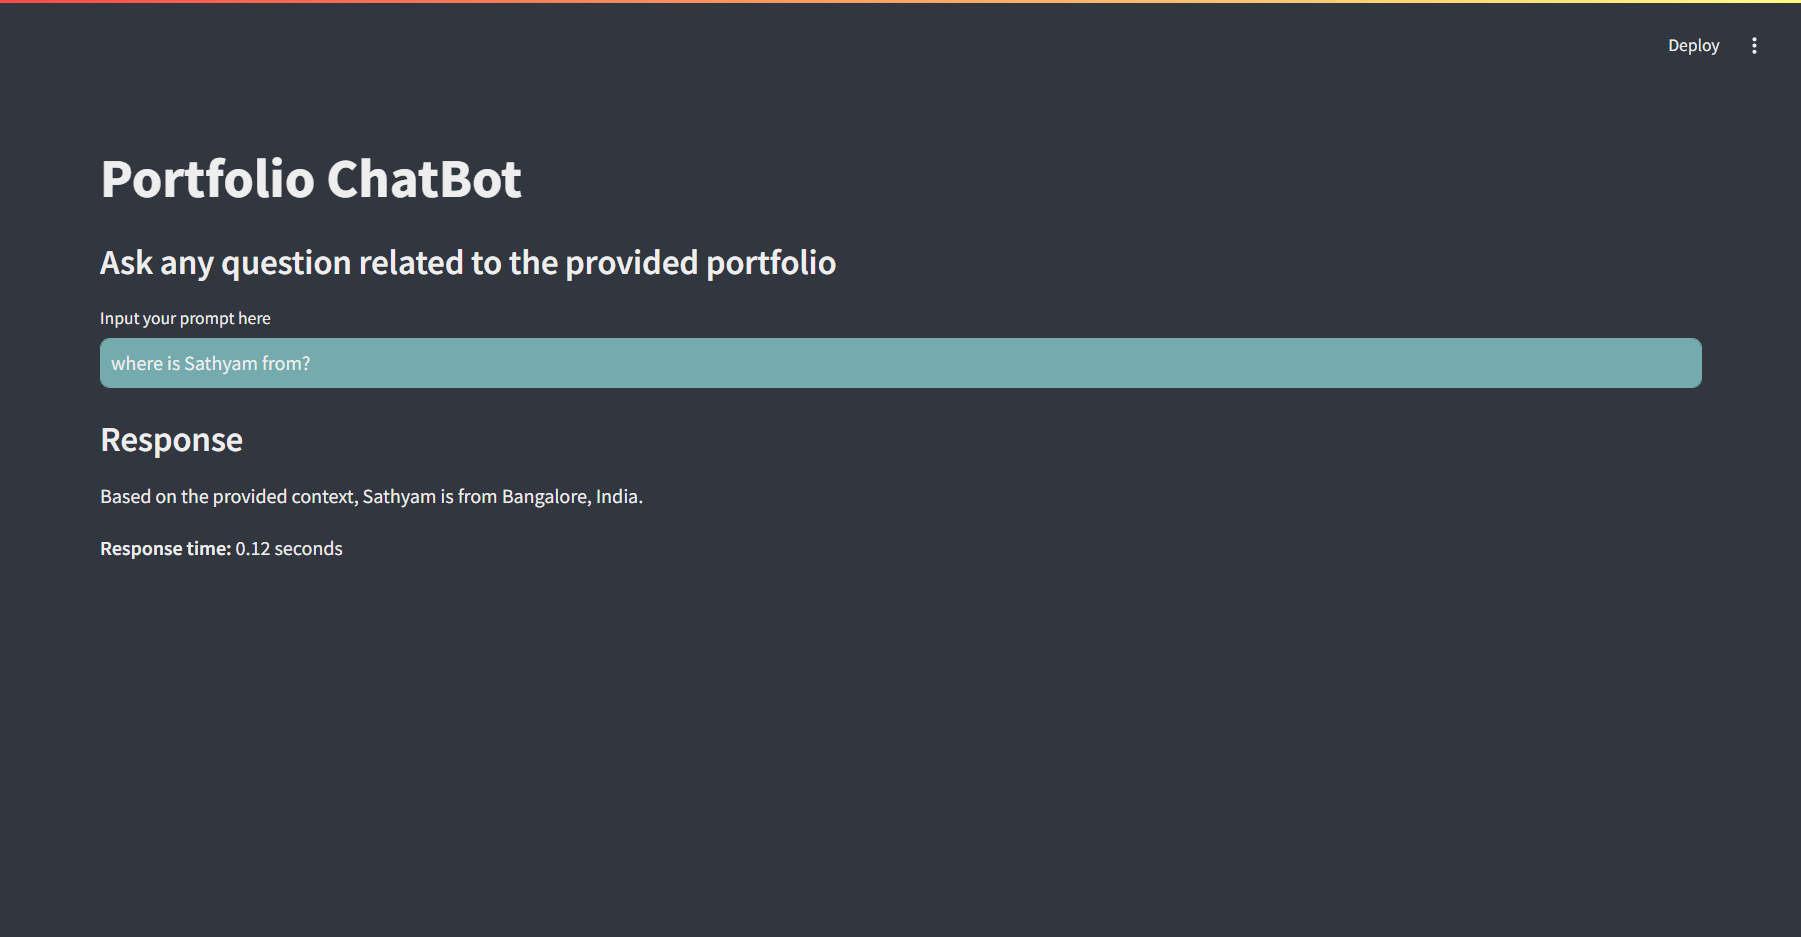 Deploy
Portfolio ChatBot
Ask any question related to the provided portfolio
Input your prompt here
where is Sathyam from?
Response
Based on the provided context, Sathyam is from Bangalore, India.
Response time: 0.12 seconds